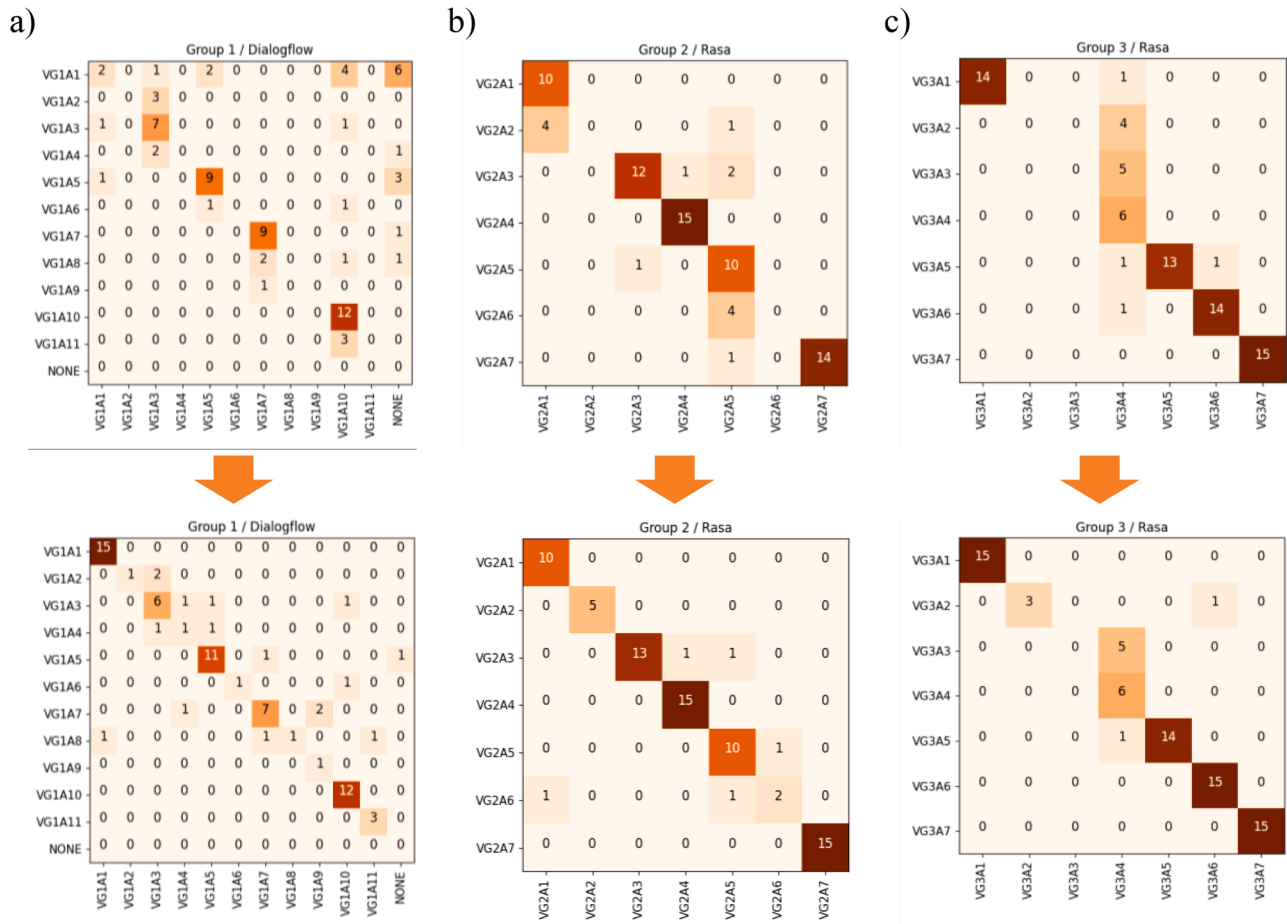 a)
Group 1 / Dialogflow
VG1A1 2 0 1 0 2 0 0 0 0 4 0 6
VG1A2 0 0 3 0 0 0 0 0 0 0 0 0
VG1A3 1 0 7 0 0 0 0 0 0 1 0 0
VG1A4 0 0 2 0 0 0 0 0 0 0 0 1
VG1A5 1 0 0 0 9 0 0 0 0 0 0 3
VG1A6 0 0 0 0 1 0 0 0 0 1 0 0
VG1A7 0 0 0 0 0 0 9 0 0 0 0 1
VG1A8 0 0 0 0 0 0 2 0 0 1 0 1
VG1A9 0 0 0 0 0 0 1 0 0 0 0 0
VG1A10 0 0 0 0 0 0 0 0 0 12 0 0
VG1A11 0 0 0 0 0 0 0 0 0 3 0 0
NONE 0 0 0 0 0 0 0 0 0 0 0 0
VG1A1 VG1A2 VG1A3 VG1A4 VG1A5 VG1A6 VG1A7 VG1A8 VG1A9 VG1A10 VG1A11 NONE
b)
Group 2 / Rasa
VG2A1 10 0 0 0 0 0 0
VG2A2 4 0 0 0 1 0 0
VG2A3 0 0 12 1 2 0 0
VG2A4 0 0 0 15 0 0 0
VG2A5 0 0 1 0 10 0 0
VG2A6 0 0 0 0 4 0 0
VG2A7 0 0 0 0 1 0 14
VG2A1 VG2A2 VG2A3 VG2A4 VG2A5 VG2A6 VG2A7
c)
Group 3 / Rasa
VG3A1 14 0 0 1 0 0 0
VG3A2 0 0 0 4 0 0 0
VG3A3 0 0 0 5 0 0 0
VG3A4 0 0 0 6 0 0 0
VG3A5 0 0 0 1 13 1 0
VG3A6 0 0 0 1 0 14 0
VG3A7 0 0 0 0 0 0 15
VG3A1 VG3A2 VG3A3 VG3A4 VG3A5 VG3A6 VG3A7
Group 1 / Dialogflow
VG1A1 15 0 0 0 0 0 0 0 0 0 0 0
VG1A2 0 1 2 0 0 0 0 0 0 0 0 0
VG1A3 0 0 6 1 1 0 0 0 0 1 0 0
VG1A4 0 0 1 1 1 0 0 0 0 0 0 0
VG1A5 0 0 0 0 11 0 1 0 0 0 0 1
VG1A6 0 0 0 0 0 1 0 0 0 1 0 0
VG1A7 0 0 0 1 0 0 7 0 2 0 0 0
VG1A8 1 0 0 0 0 0 1 1 0 0 1 0
VG1A9 0 0 0 0 0 0 0 0 1 0 0 0
VG1A10 0 0 0 0 0 0 0 0 0 12 0 0
VG1A11 0 0 0 0 0 0 0 0 0 0 3 0
NONE 0 0 0 0 0 0 0 0 0 0 0 0
VG1A1 VG1A2 VG1A3 VG1A4 VG1A5 VG1A6 VG1A7 VG1A8 VG1A9 VG1A10 VG1A11 NONE
Group 2 / Rasa
VG2A1 10 0 0 0 0 0 0
VG2A2 0 5 0 0 0 0 0
VG2A3 0 0 13 1 1 0 0
VG2A4 0 0 0 15 0 0 0
VG2A5 0 0 0 0 10 1 0
VG2A6 1 0 0 0 1 2 0
VG2A7 0 0 0 0 0 0 15
VG2A1 VG2A2 VG2A3 VG2A4 VG2A5 VG2A6 VG2A7
Group 3 / Rasa
VG3A1 15 0 0 0 0 0 0
VG3A2 0 3 0 0 0 1 0
VG3A3 0 0 0 5 0 0 0
VG3A4 0 0 0 6 0 0 0
VG3A5 0 0 0 1 14 0 0
VG3A6 0 0 0 0 0 15 0
VG3A7 0 0 0 0 0 0 15
VG3A1 VG3A2 VG3A3 VG3A4 VG3A5 VG3A6 VG3A7